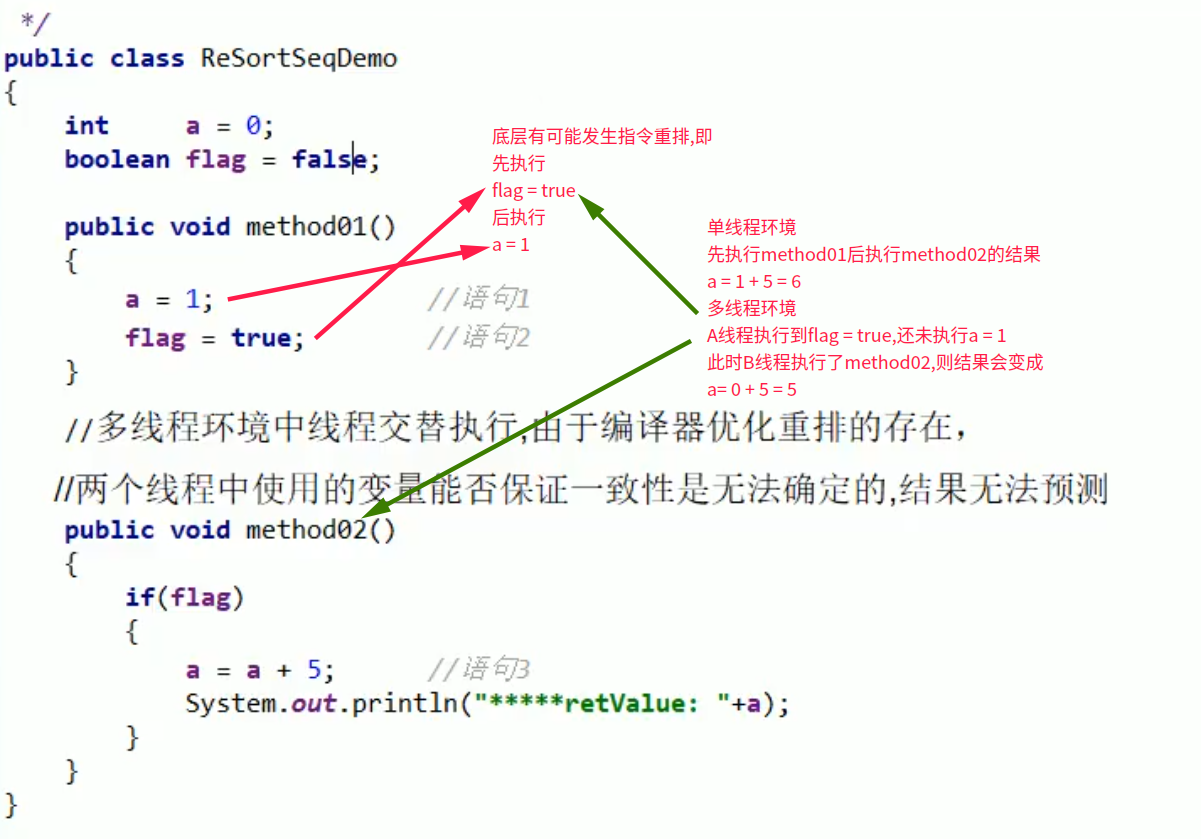 */
public class ReSortSeqDemo
{
int a = 0;
boolean flag = false;
底层有可能发生指令重排,即
先执行
flag = true
后执行
a = 1
public void method01()
{
a = 1; //语句1
flag = true; //语句2
}
单线程环境
先执行method01后执行method02的结果
a = 1 + 5 = 6
多线程环境
A线程执行到flag = true,还未执行a = 1
此时B线程执行了method02,则结果会变成
a= 0 + 5 = 5
//多线程环境中线程交替执行,由于编译器优化重排的存在，
//两个线程中使用的变量能否保证一致性是无法确定的,结果无法预测
public void method02()
{
if(flag)
{
a = a + 5; //语句3
System.out.println("*****retValue: "+a);
}
}
}